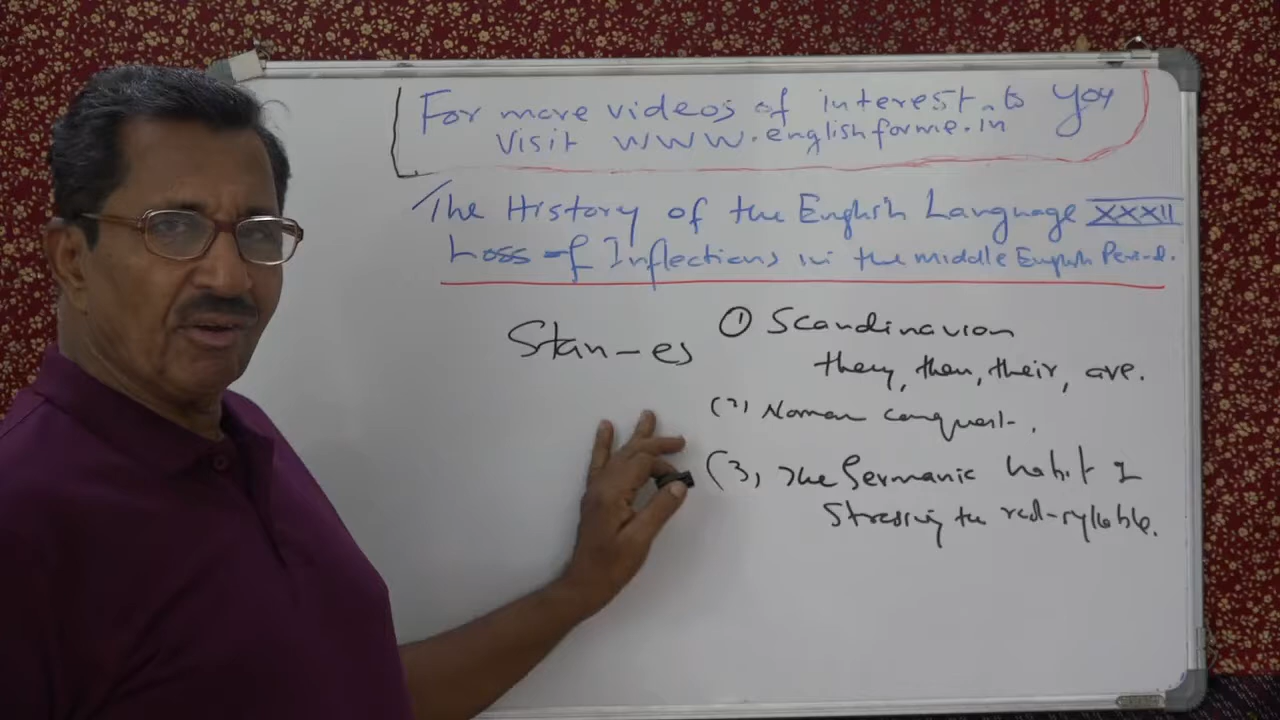 For more videos of interest to you
Visit www.englishforme.in
The History of the English Language XXXII
Loss of Inflections in the middle English Period.
Stan-es
① Scandinavian
they, then, their, are.
(2) Norman conquest.
(3) The Germanic habit of
Stressing the syllable.